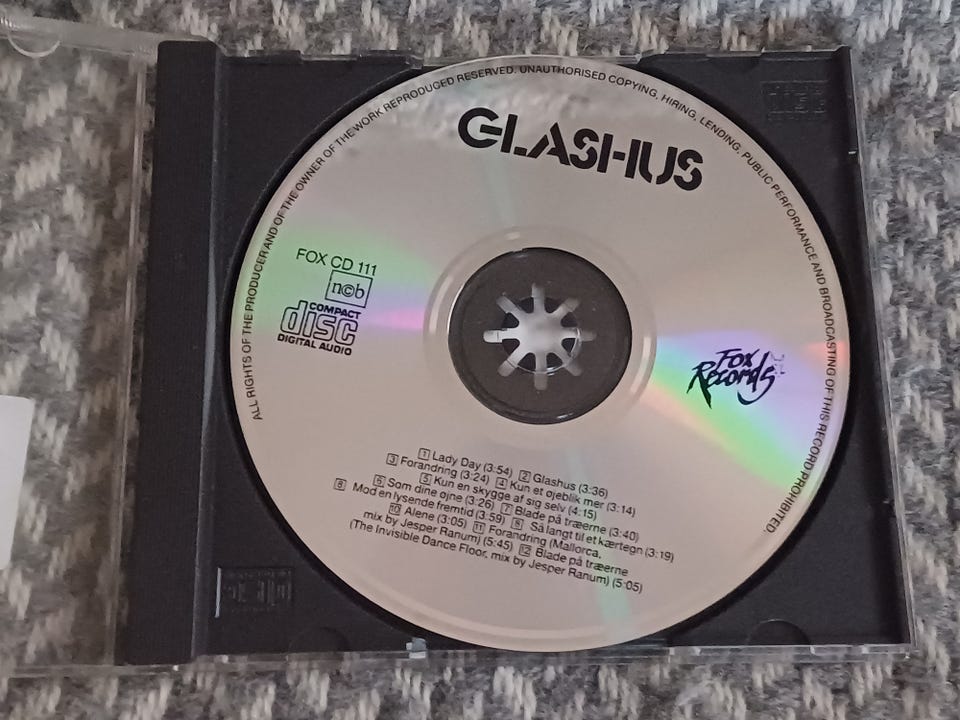 ALL RIGHTS OF THE PRODUCER AND OF THE OWNER OF THE WORK REPRODUCED RESERVED. UNAUTHORISED COPYING, HIRING, LENDING, PUBLIC PERFORMANCE AND BROADCASTING OF THIS RECORD PROHIBITED.
GLASHUS
FOX CD 111
n©b
COMPACT
disc
DIGITAL AUDIO
Fox
Records
1 Lady Day (3:54) 2 Glashus (3:36)
3 Forandring (3:24) 4 Kun et øjeblik mer (3:14)
5 Kun en skygge af sig selv (4:15)
6 Som dine øjne (3:26) 7 Blade på træerne (3:40)
8 Mod en lysende fremtid (3:59) 9 Så langt til et kærtegn (3:19)
10 Alene (3:05) 11 Forandring (Mallorca,
mix by Jesper Ranum) (5:45) 12 Blade på træerne
(The Invisible Dance Floor, mix by Jesper Ranum) (5:05)